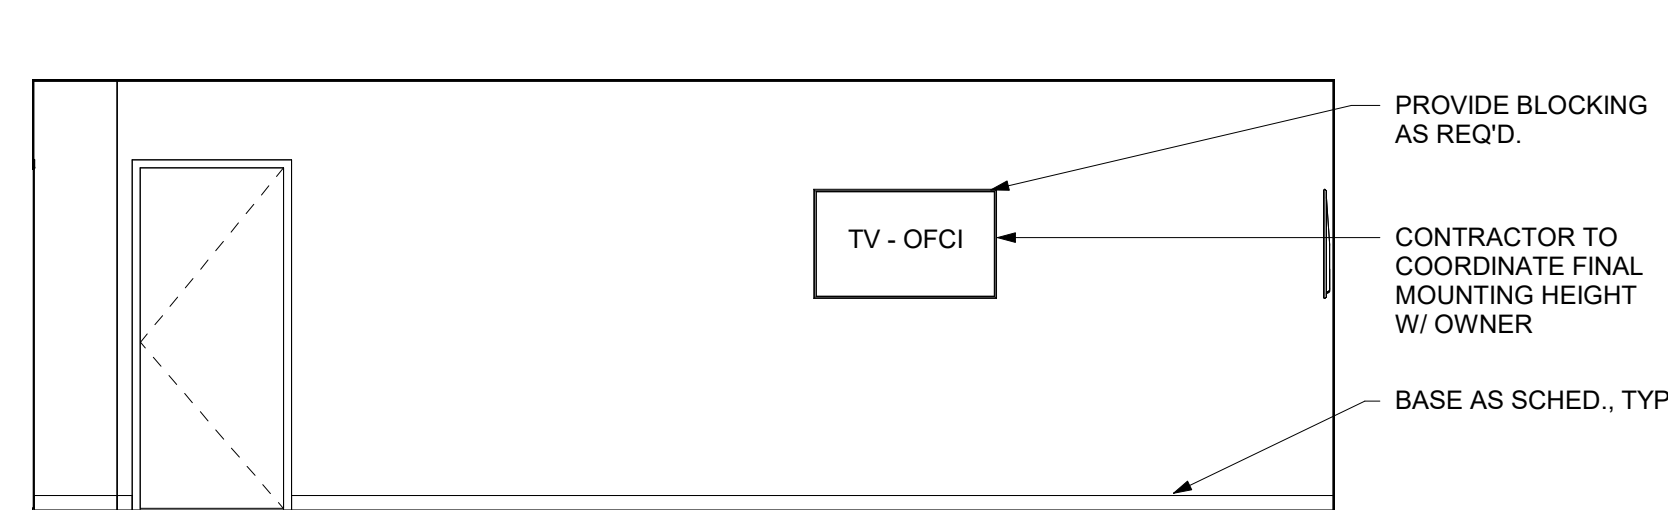 PROVIDE BLOCKING
AS REQ'D.
TV - OFCI
CONTRACTOR TO
COORDINATE FINAL
MOUNTING HEIGHT
W/ OWNER
BASE AS SCHED., TYP